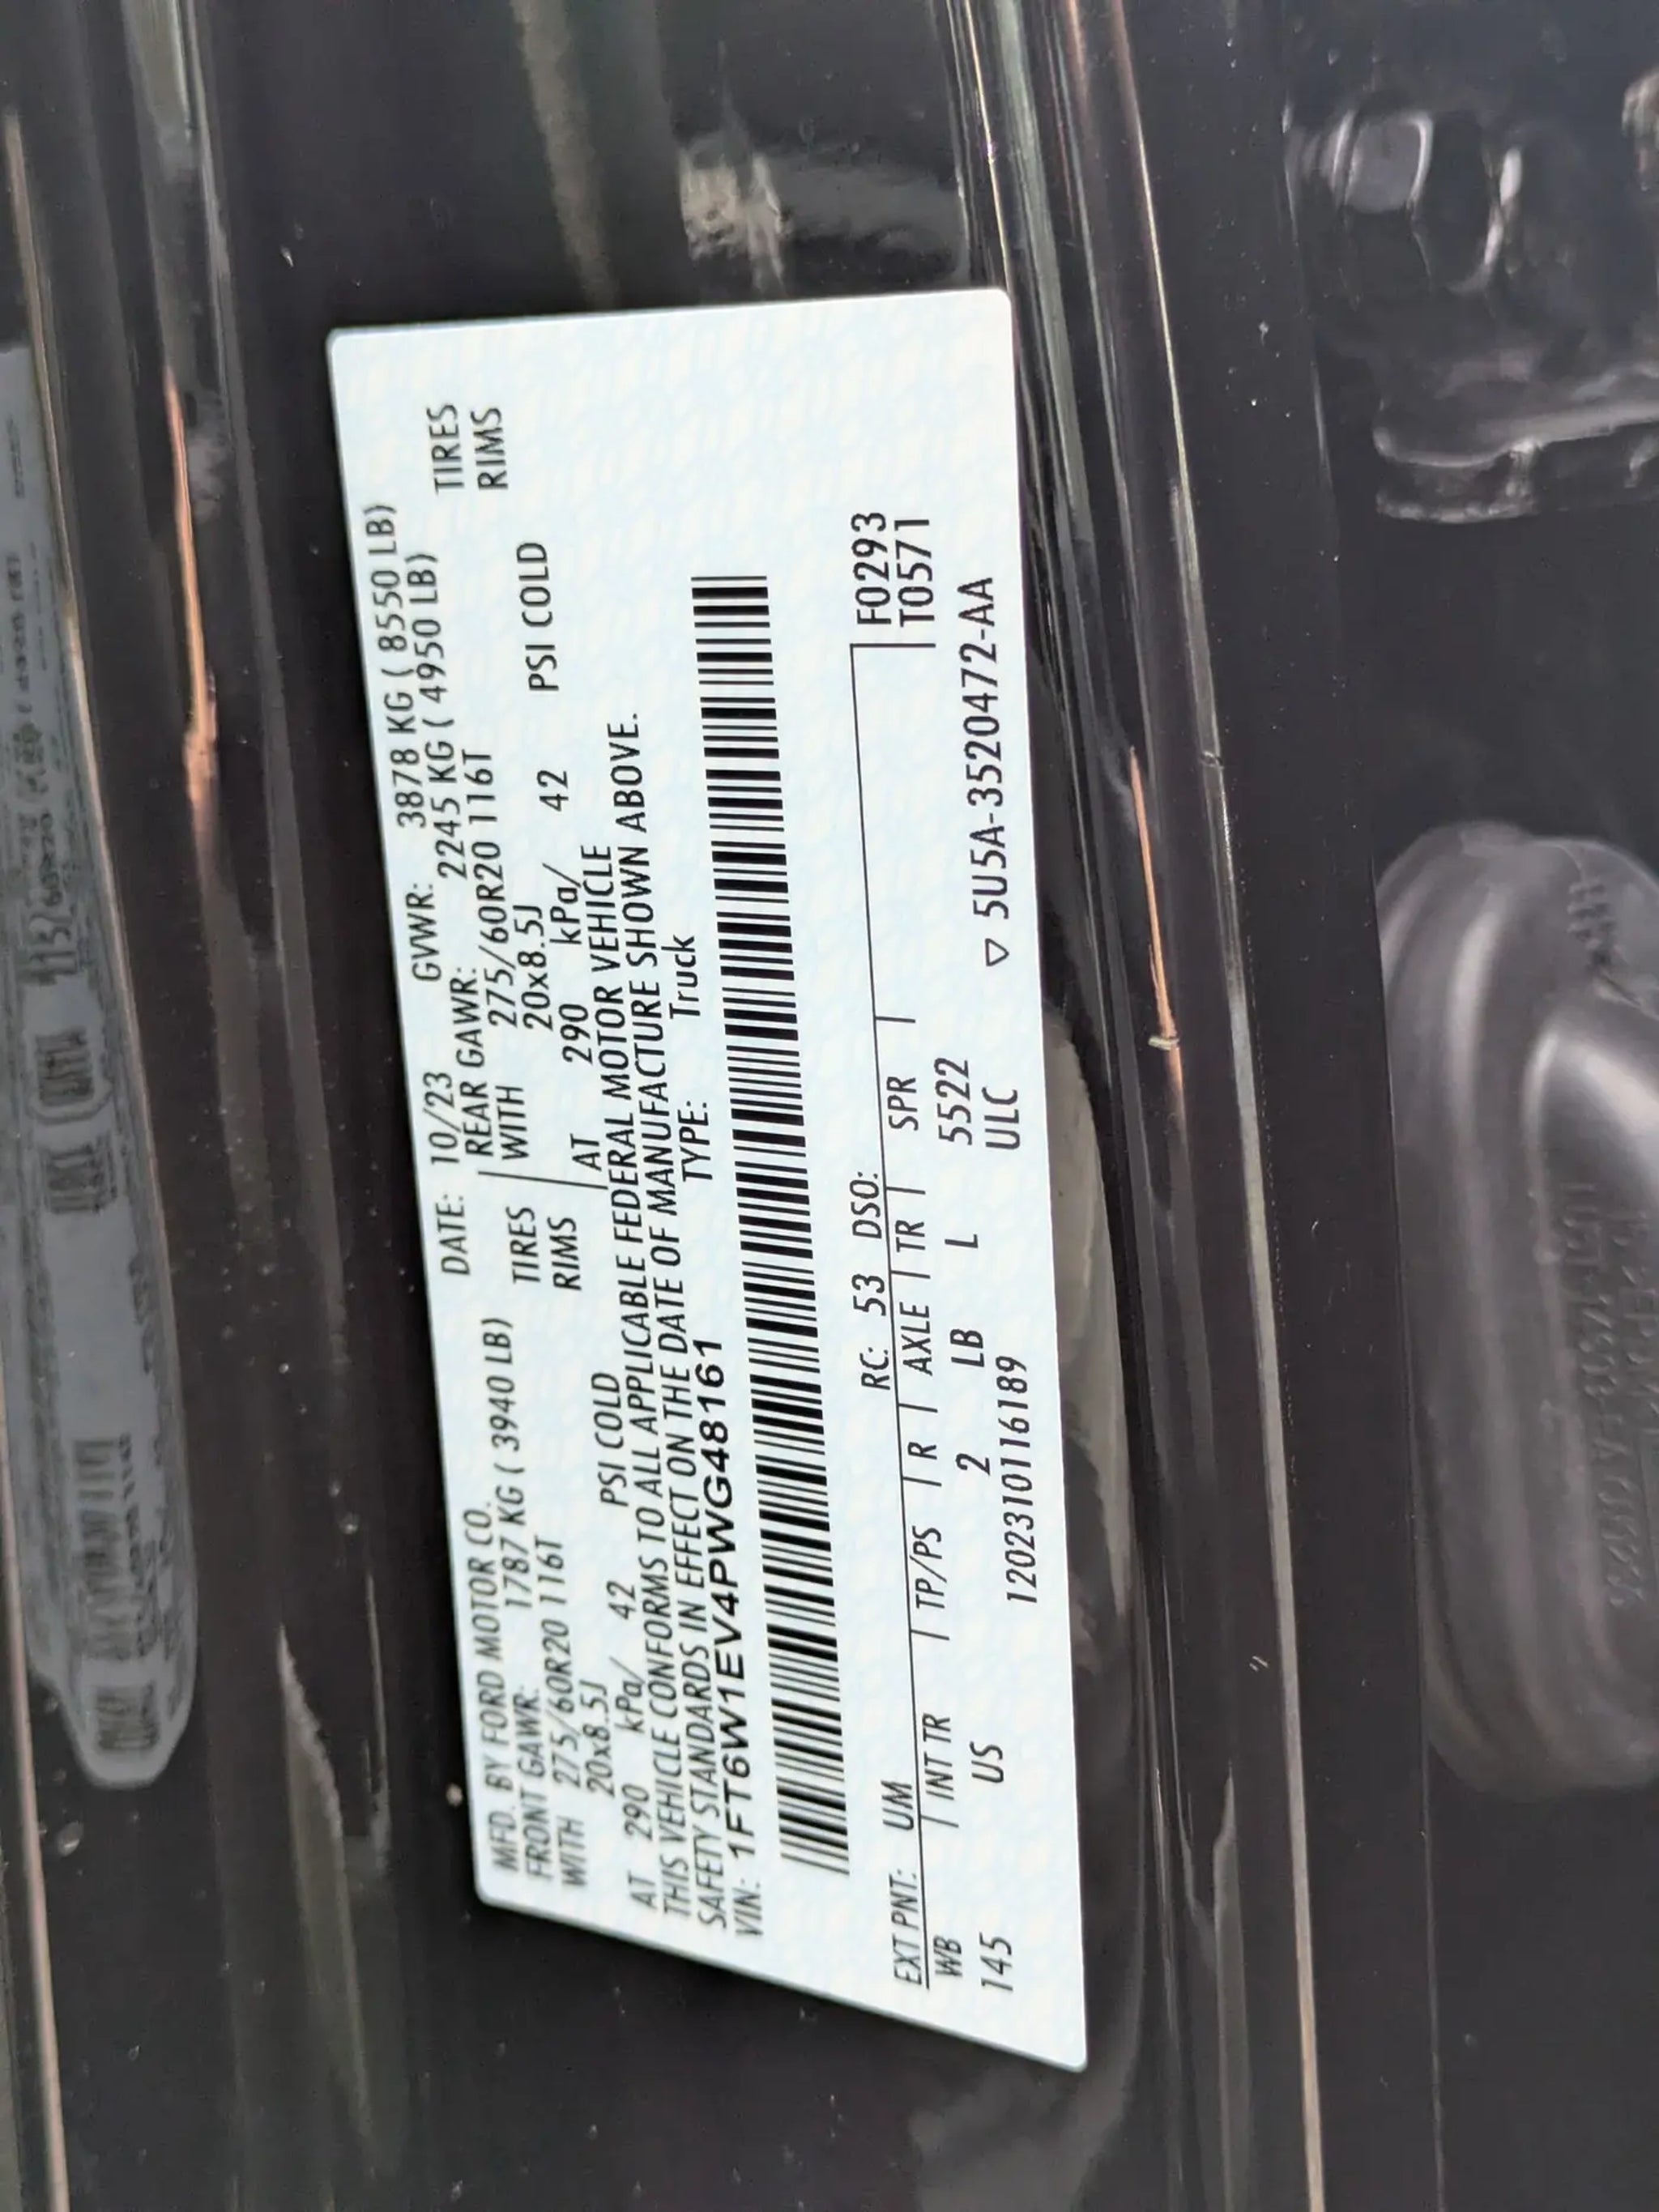 MFD. BY FORD MOTOR CO. DATE: 10/23 GVWR: 3878 KG ( 8550 LB)
FRONT GAWR: 1787 KG ( 3940 LB) REAR GAWR: 2245 KG ( 4950 LB)
WITH 275/60R20 116T TIRES WITH 275/60R20 116T TIRES
20x8.5J RIMS 20x8.5J RIMS
AT 290 kPa/ 42 PSI COLD AT 290 kPa/ 42 PSI COLD
THIS VEHICLE CONFORMS TO ALL APPLICABLE FEDERAL MOTOR VEHICLE
SAFETY STANDARDS IN EFFECT ON THE DATE OF MANUFACTURE SHOWN ABOVE.
VIN: 1FT6W1EV4PWG48161 TYPE: Truck
EXT PNT: UM RC: 53 DSO: F0293
WB INT TR TP/PS R AXLE TR SPR T0571
145 US 2 LB L 5522
1202310116189 ULC ▽ 5U5A-3520472-AA